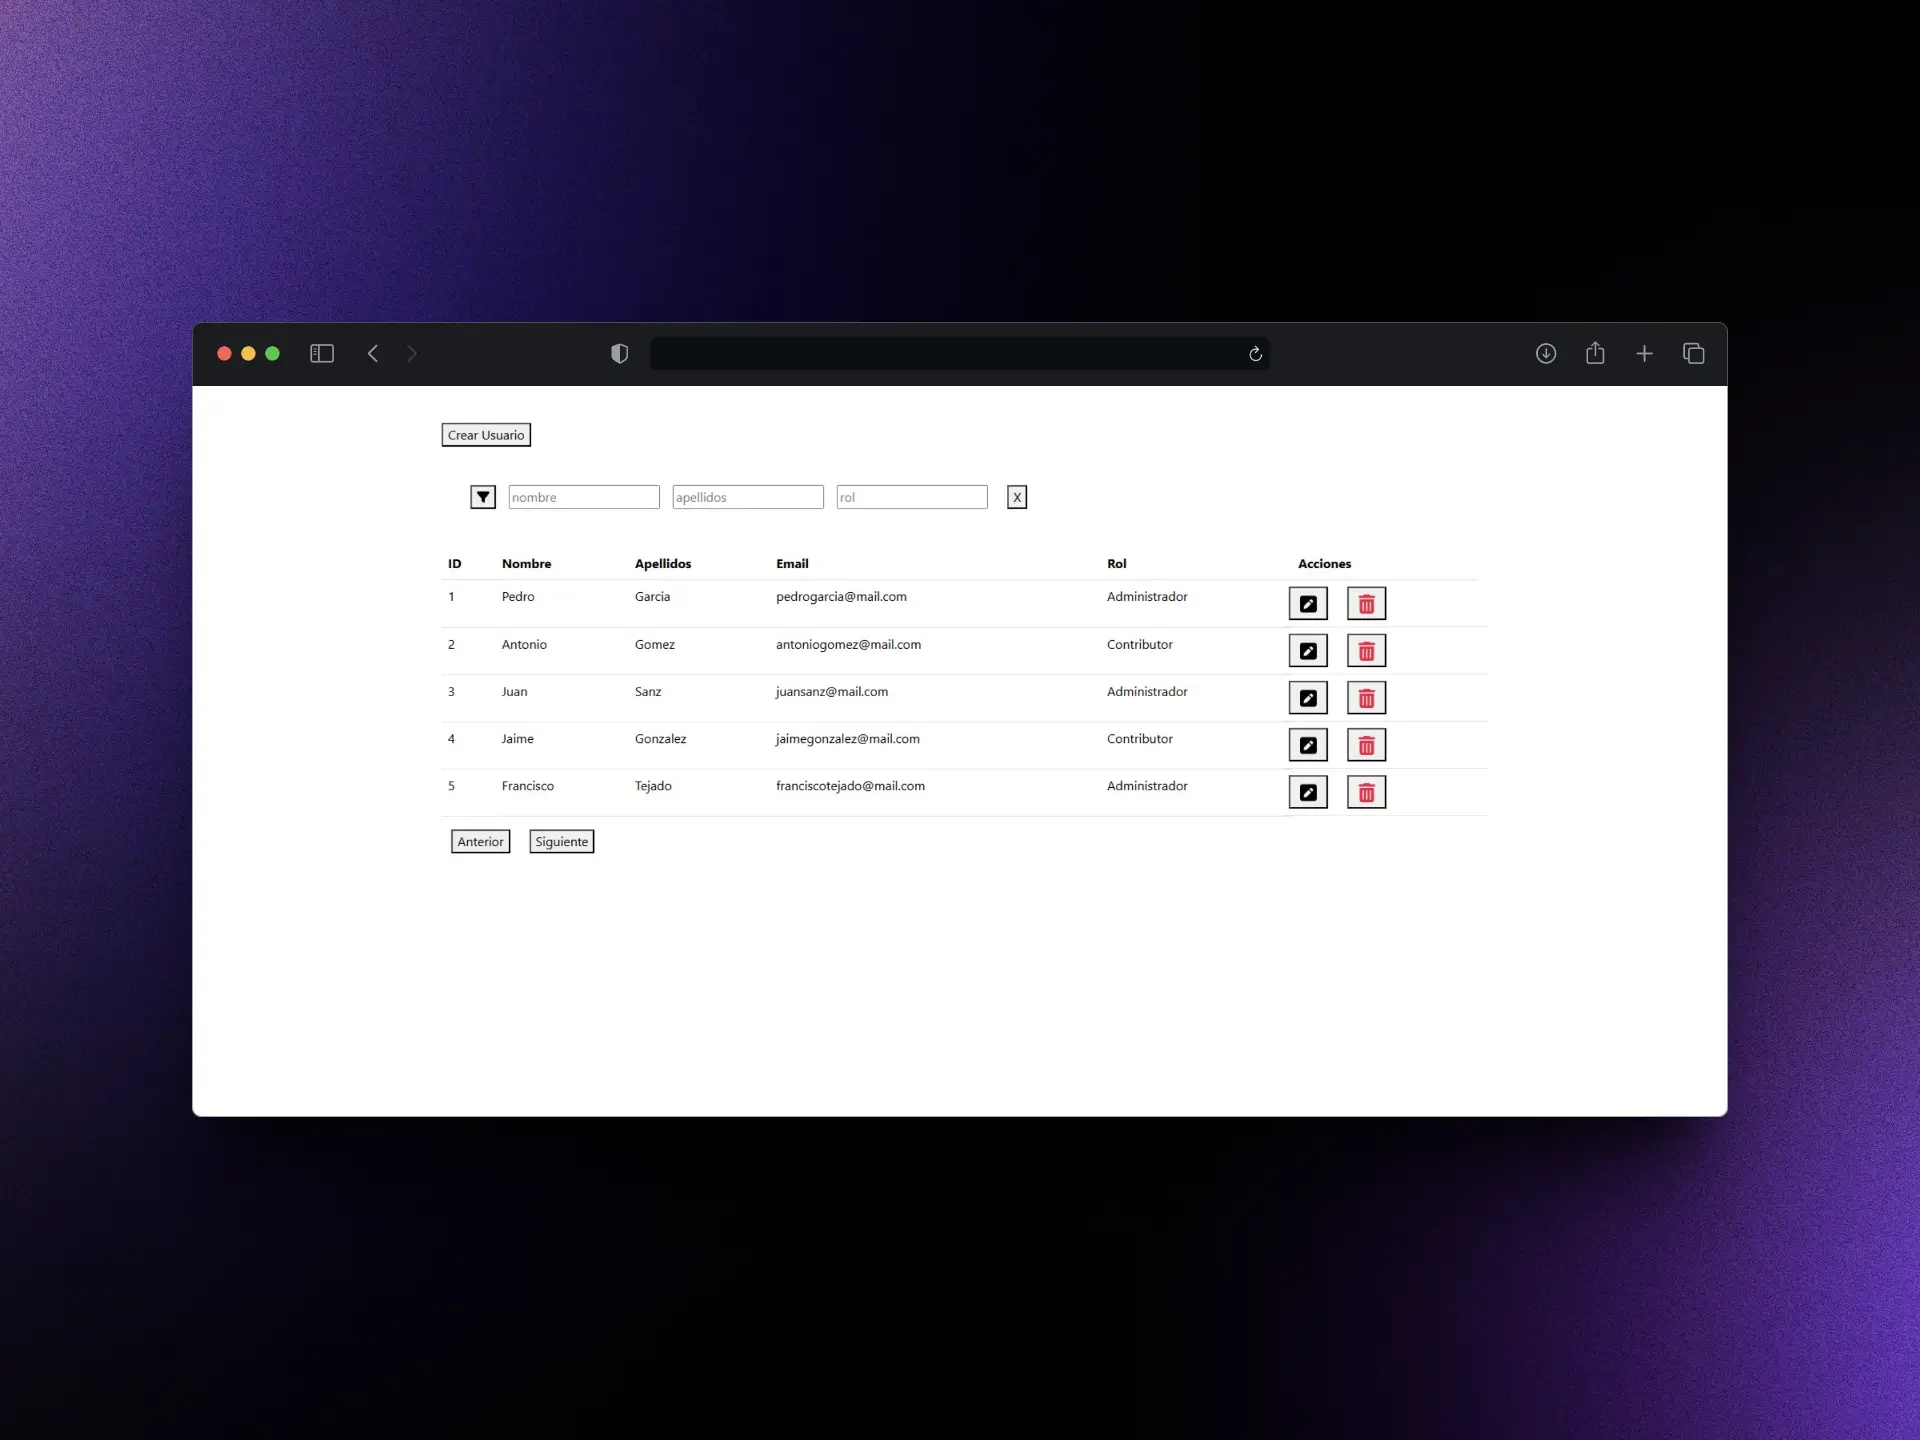 Crear Usuario
nombre apellidos rol X
ID Nombre Apellidos Email Rol Acciones
1 Pedro Garcia pedrogarcia@mail.com Administrador
2 Antonio Gomez antoniogomez@mail.com Contributor
3 Juan Sanz juansanz@mail.com Administrador
4 Jaime Gonzalez jaimegonzalez@mail.com Contributor
5 Francisco Tejado franciscotejado@mail.com Administrador
Anterior Siguiente